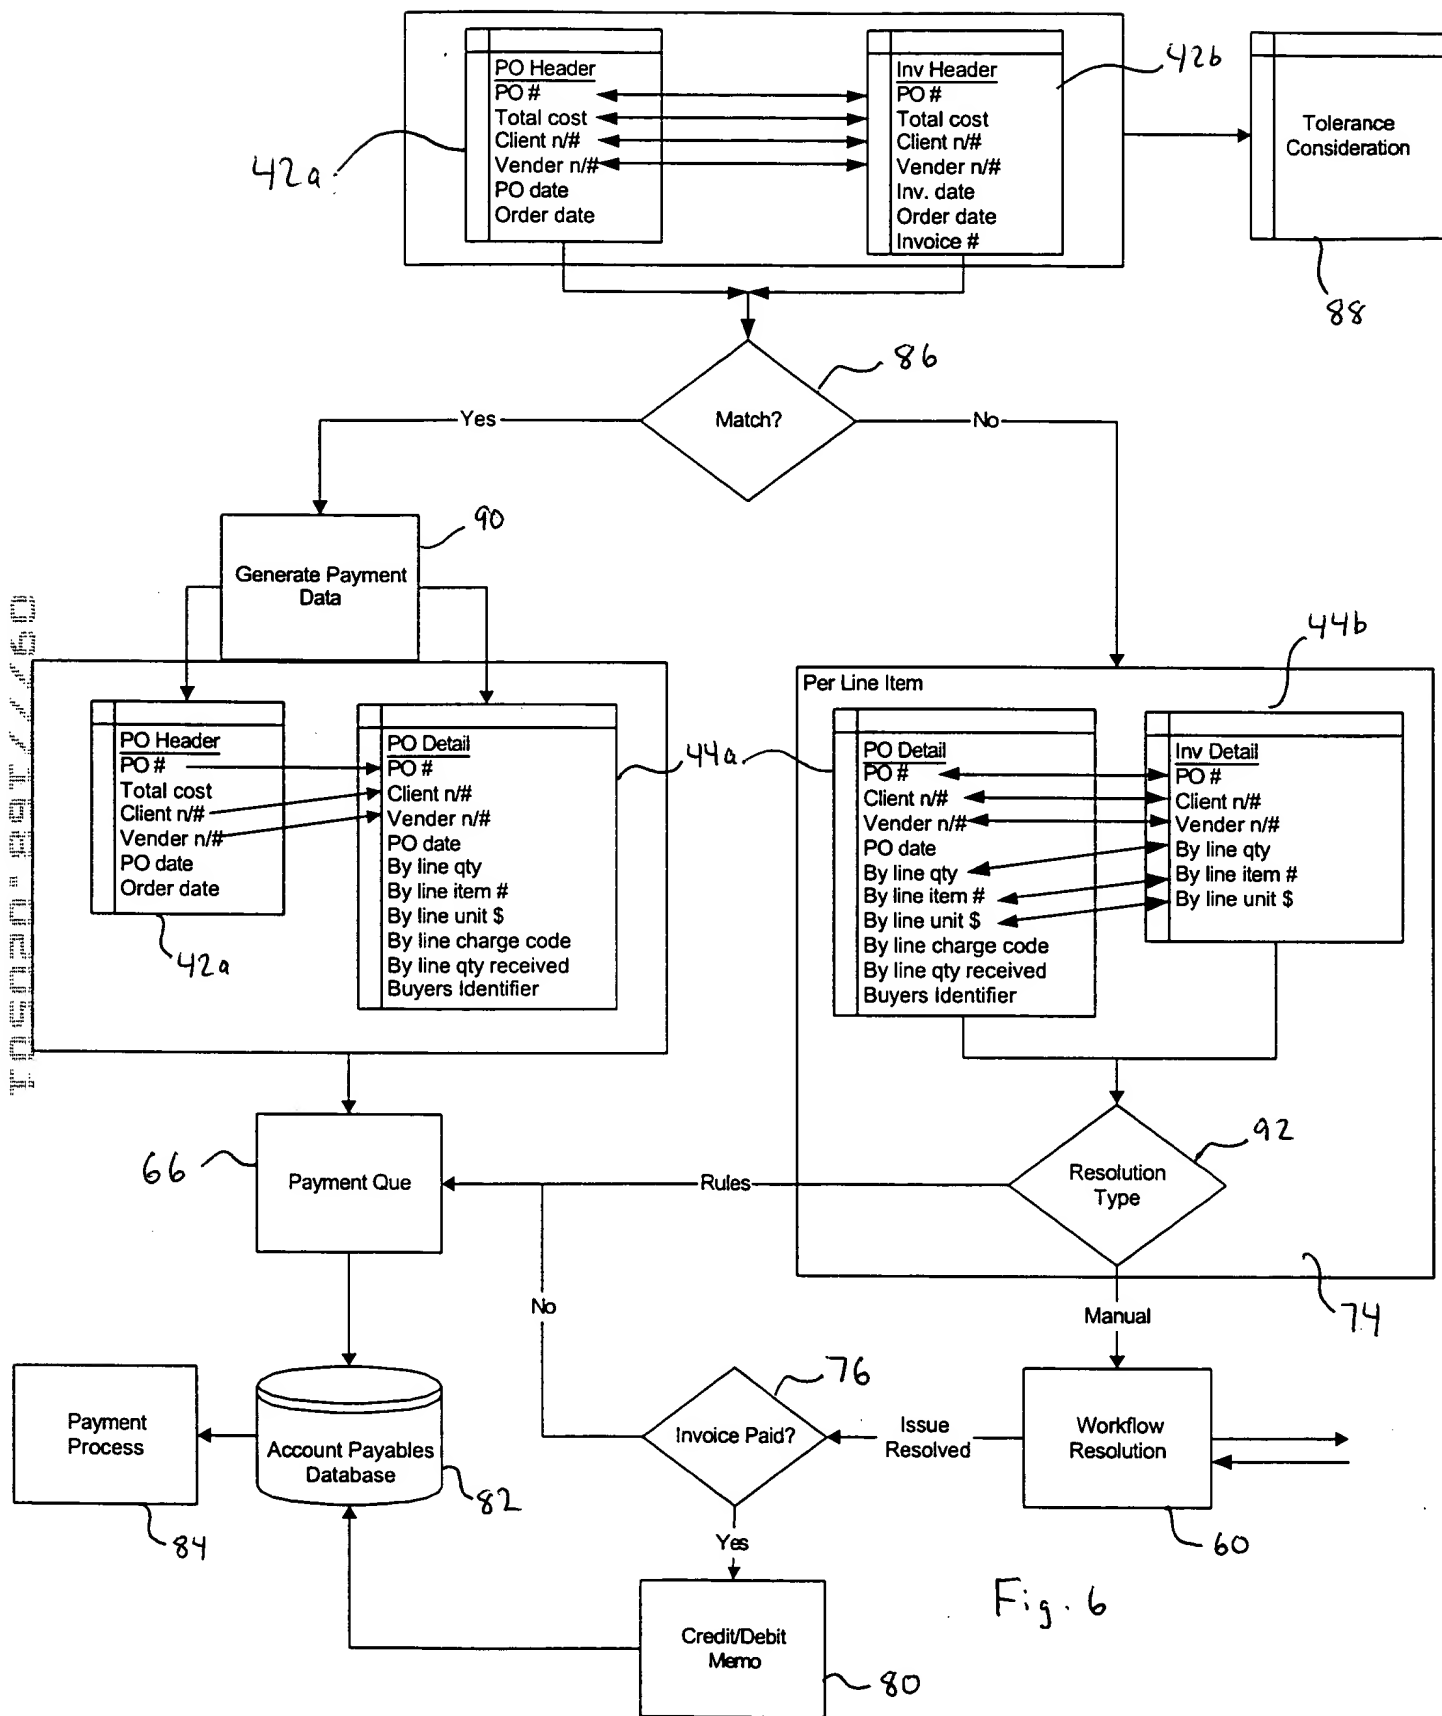 PO Header
PO #
Total cost
Client n/#
Vender n/#
PO date
Order date
Inv Header
PO #
Total cost
Client n/#
Vender n/#
Inv. date
Order date
Invoice #
Tolerance
Consideration
42a
42b
88
Match?
86
Yes
No
Generate Payment
Data
90
PO Header
PO #
Total cost
Client n/#
Vender n/#
PO date
Order date
42a
PO Detail
PO #
Client n/#
Vender n/#
PO date
By line qty
By line item #
By line unit $
By line charge code
By line qty received
Buyers Identifier
44a
Per Line Item
PO Detail
PO #
Client n/#
Vender n/#
PO date
By line qty
By line item #
By line unit $
By line charge code
By line qty received
Buyers Identifier
44b
Inv Detail
PO #
Client n/#
Vender n/#
By line qty
By line item #
By line unit $
Resolution
Type
92
74
Rules
Manual
Payment Que
66
No
Payment
Process
84
Account Payables
Database
82
Invoice Paid?
76
Issue
Resolved
Workflow
Resolution
60
Yes
Credit/Debit
Memo
80
Fig. 6